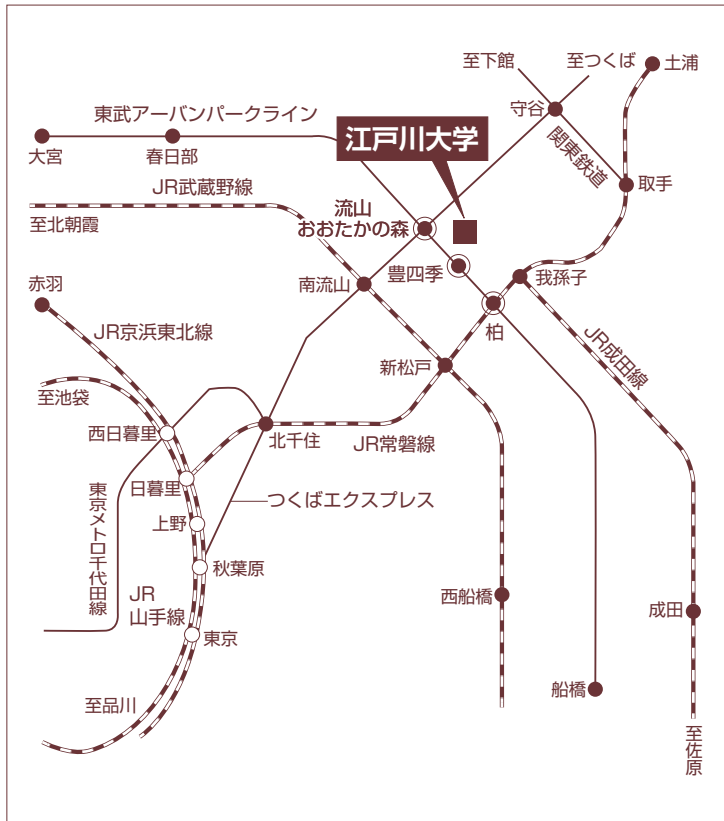 至下館
至つくば
土浦
東武アーバンパークライン
守谷
大宮
春日部
江戸川大学
関東鉄道
JR武蔵野線
取手
至北朝霞
流山
おおたかの森
豊四季
我孫子
赤羽
南流山
柏
JR京浜東北線
JR成田線
新松戸
至池袋
西日暮里
北千住
JR常磐線
日暮里
東京メトロ千代田線
つくばエクスプレス
上野
秋葉原
JR
山手線
西船橋
成田
東京
船橋
至品川
至佐原